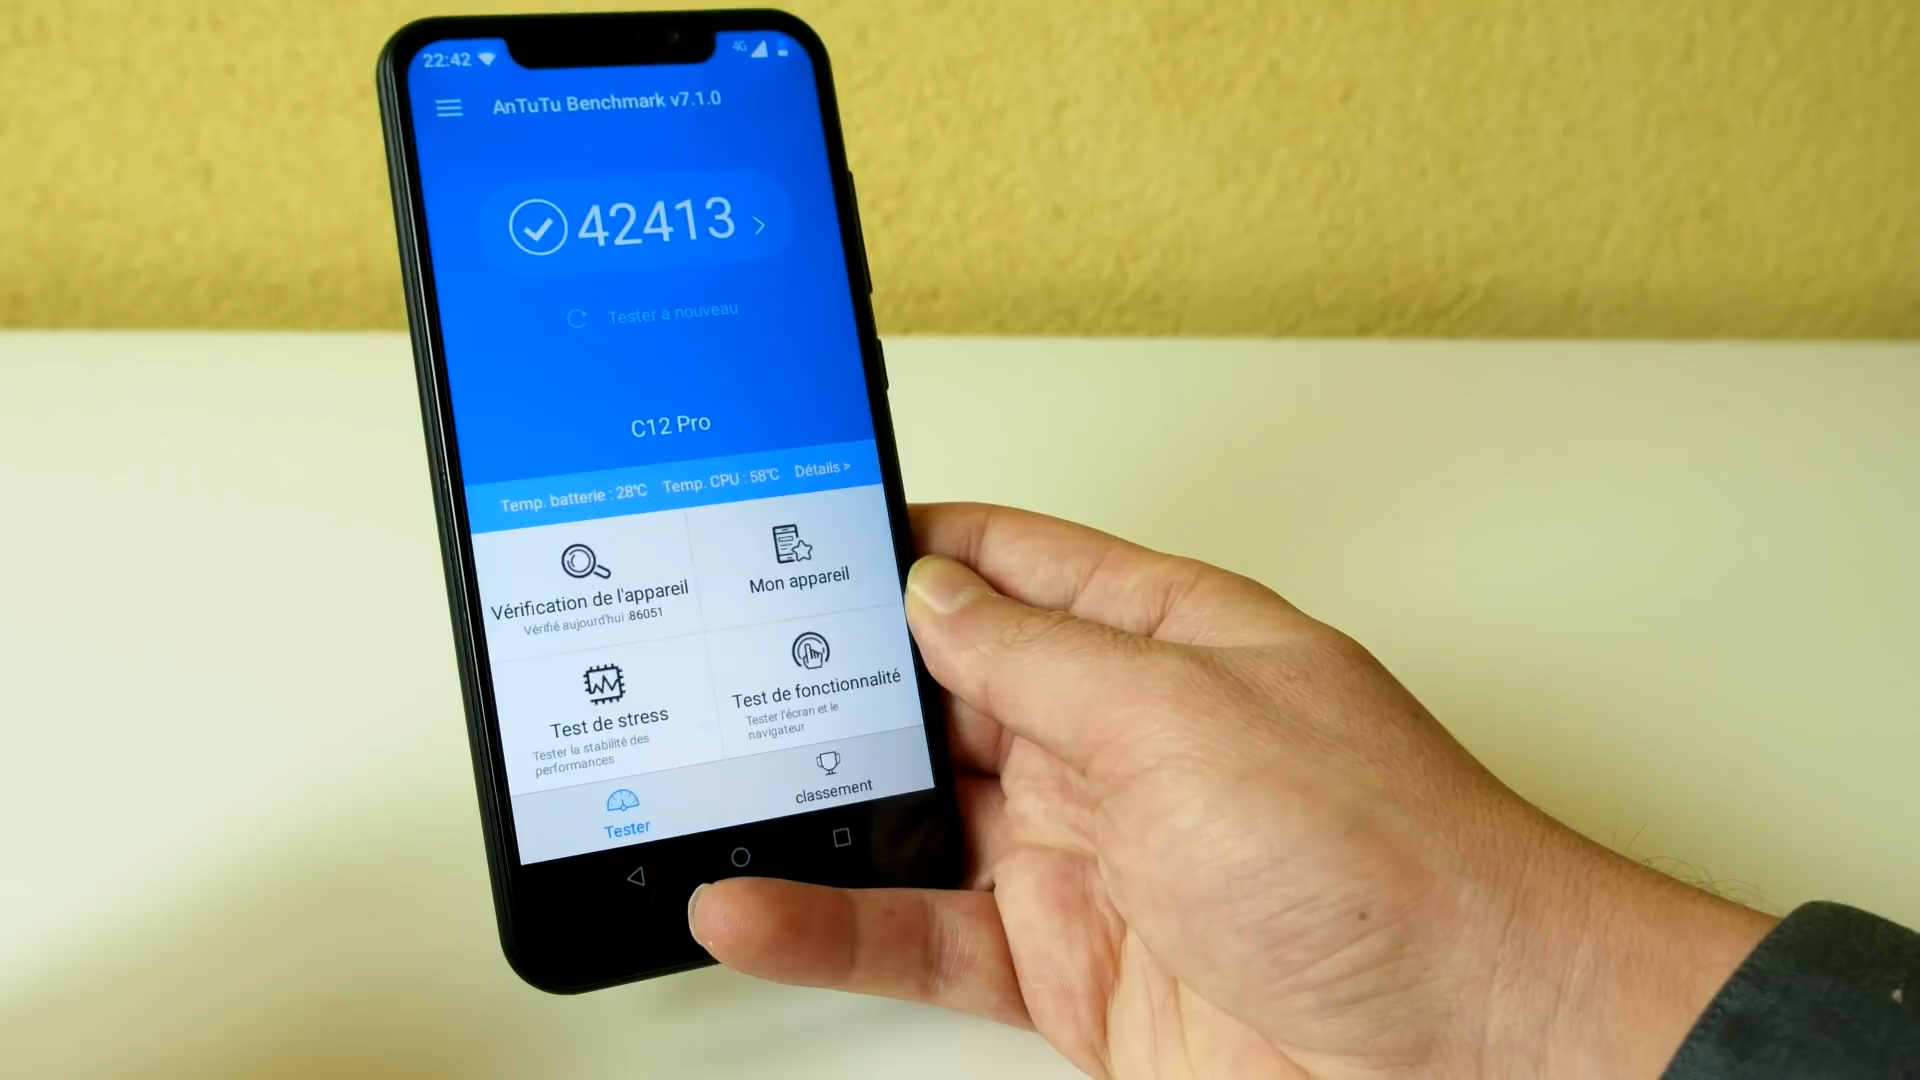 22:42
4G
AnTuTu Benchmark v7.1.0
42413 >
Tester à nouveau
C12 Pro
Temp. batterie : 28℃ Temp. CPU : 58℃ Détails >
Vérification de l'appareil
Vérifié aujourd'hui :86051
Mon appareil
Test de stress
Tester la stabilité des
performances
Test de fonctionnalité
Tester l'écran et le
navigateur
Tester
classement